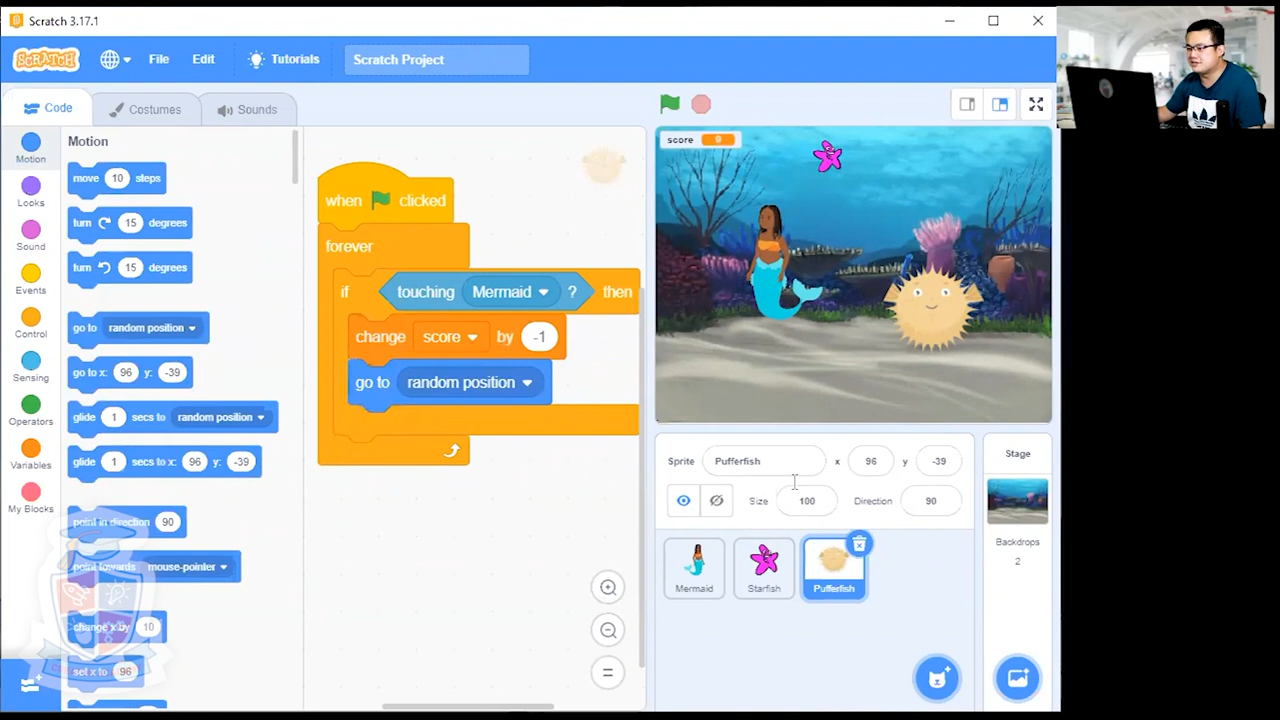 Scratch 3.17.1
SCRATCH
File
Edit
Tutorials
Scratch Project
Code
Costumes
Sounds
Motion
Looks
Sound
Events
Control
Sensing
Operators
Variables
My Blocks
Motion
move 10 steps
turn 15 degrees
turn 15 degrees
go to random position
go to x: 96 y: -39
glide 1 secs to random position
glide 1 secs to x: 96 y: -39
point in direction 90
point towards mouse-pointer
change x by 10
set x to 96
when clicked
forever
if touching Mermaid ? then
change score by -1
go to random position
score
Sprite Pufferfish x 96 y -39
Size 100 Direction 90
Mermaid
Starfish
Pufferfish
Stage
Backdrops
2
adidas